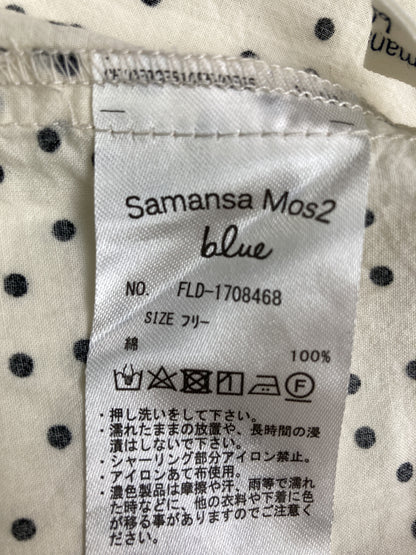 Samansa Mos2
blue
NO. FLD-1708468
SIZE フリー
綿 100%
F
・押し洗いをして下さい。
・濡れたままの放置や、長時間の浸
漬はしないで下さい。
・シャーリング部分アイロン禁止。
・アイロンあて布使用。
・濃色製品は摩擦や汗、雨等で濡れ
た時などに、他の衣料や下着に色
が移る事がありますのでご注意く
ださい。